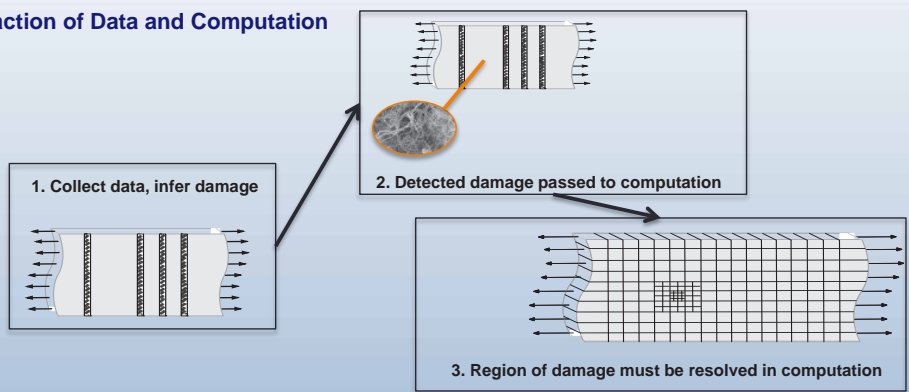 action of Data and Computation
1. Collect data, infer damage
2. Detected damage passed to computation
3. Region of damage must be resolved in computation